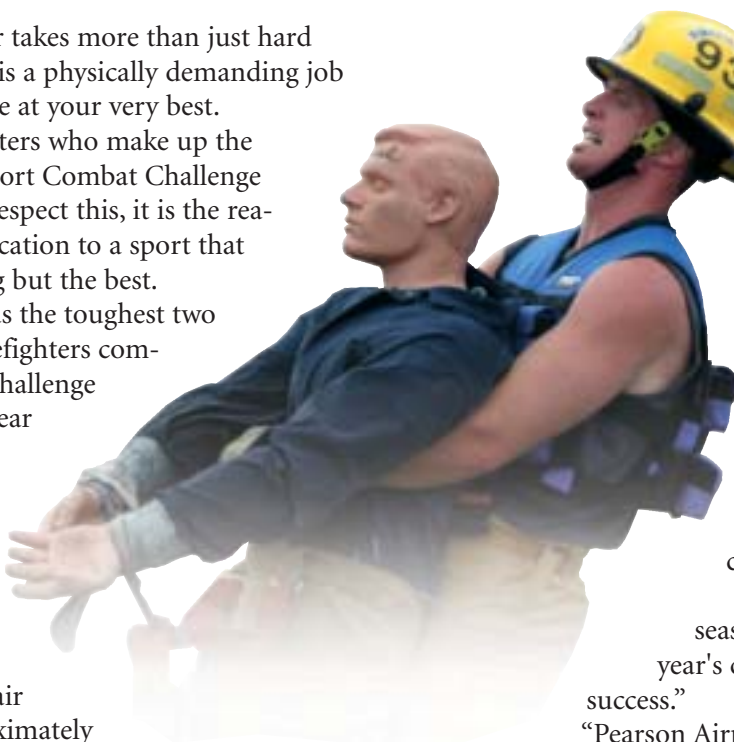 r takes more than just hard
is a physically demanding job
e at your very best.
ters who make up the
ort Combat Challenge
espect this, it is the rea-
cation to a sport that
g but the best.
s the toughest two
efighters com-
hallenge
ear
air
ximately
93
c
seas
year's c
success.”
“Pearson Airp